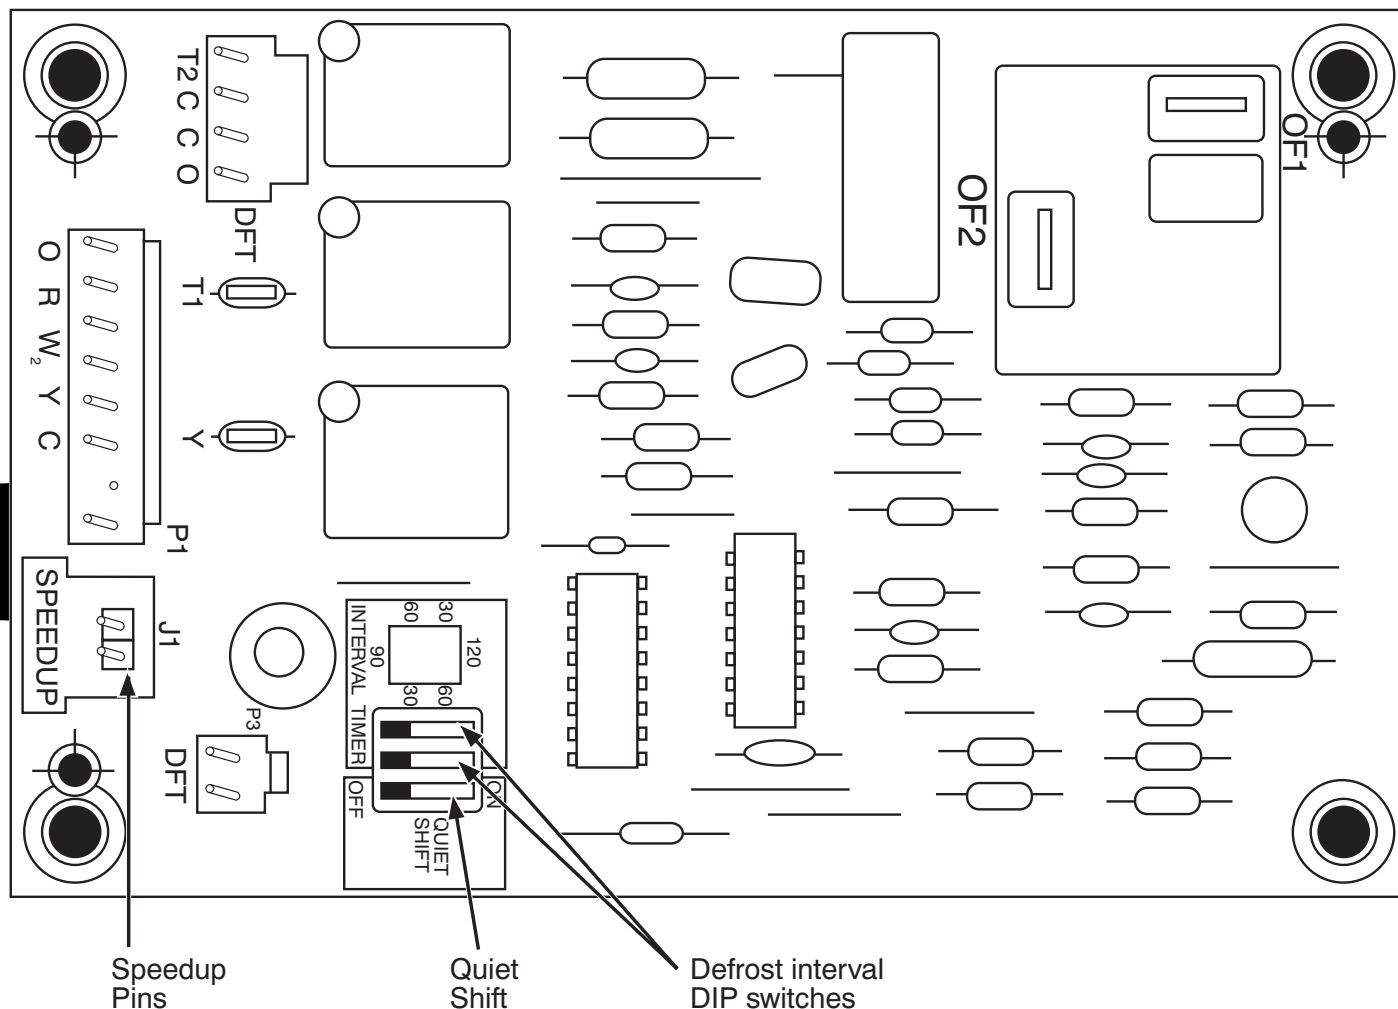 T2
C
C
O
DFT
T1
Y
O
R
W2
Y
C
P1
SPEEDUP
J1
P3
DFT
INTERVAL TIMER
60
30
90
120
30
60
OFF
ON
QUIET
SHIFT
OF2
OF1
Speedup
Pins
Quiet
Shift
Defrost interval
DIP switches